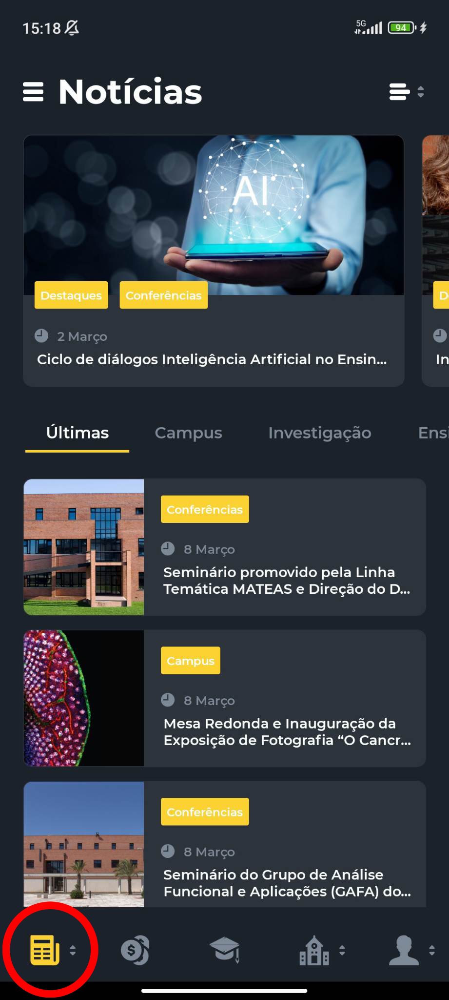 15:18
5G
94
Notícias
AI
Destaques
Conferências
2 Março
Ciclo de diálogos Inteligência Artificial no Ensin...
In
Últimas
Campus
Investigação
Ensi
Conferências
8 Março
Seminário promovido pela Linha
Temática MATEAS e Direção do D...
Campus
8 Março
Mesa Redonda e Inauguração da
Exposição de Fotografia “O Cancr...
Conferências
8 Março
Seminário do Grupo de Análise
Funcional e Aplicações (GAFA) do...